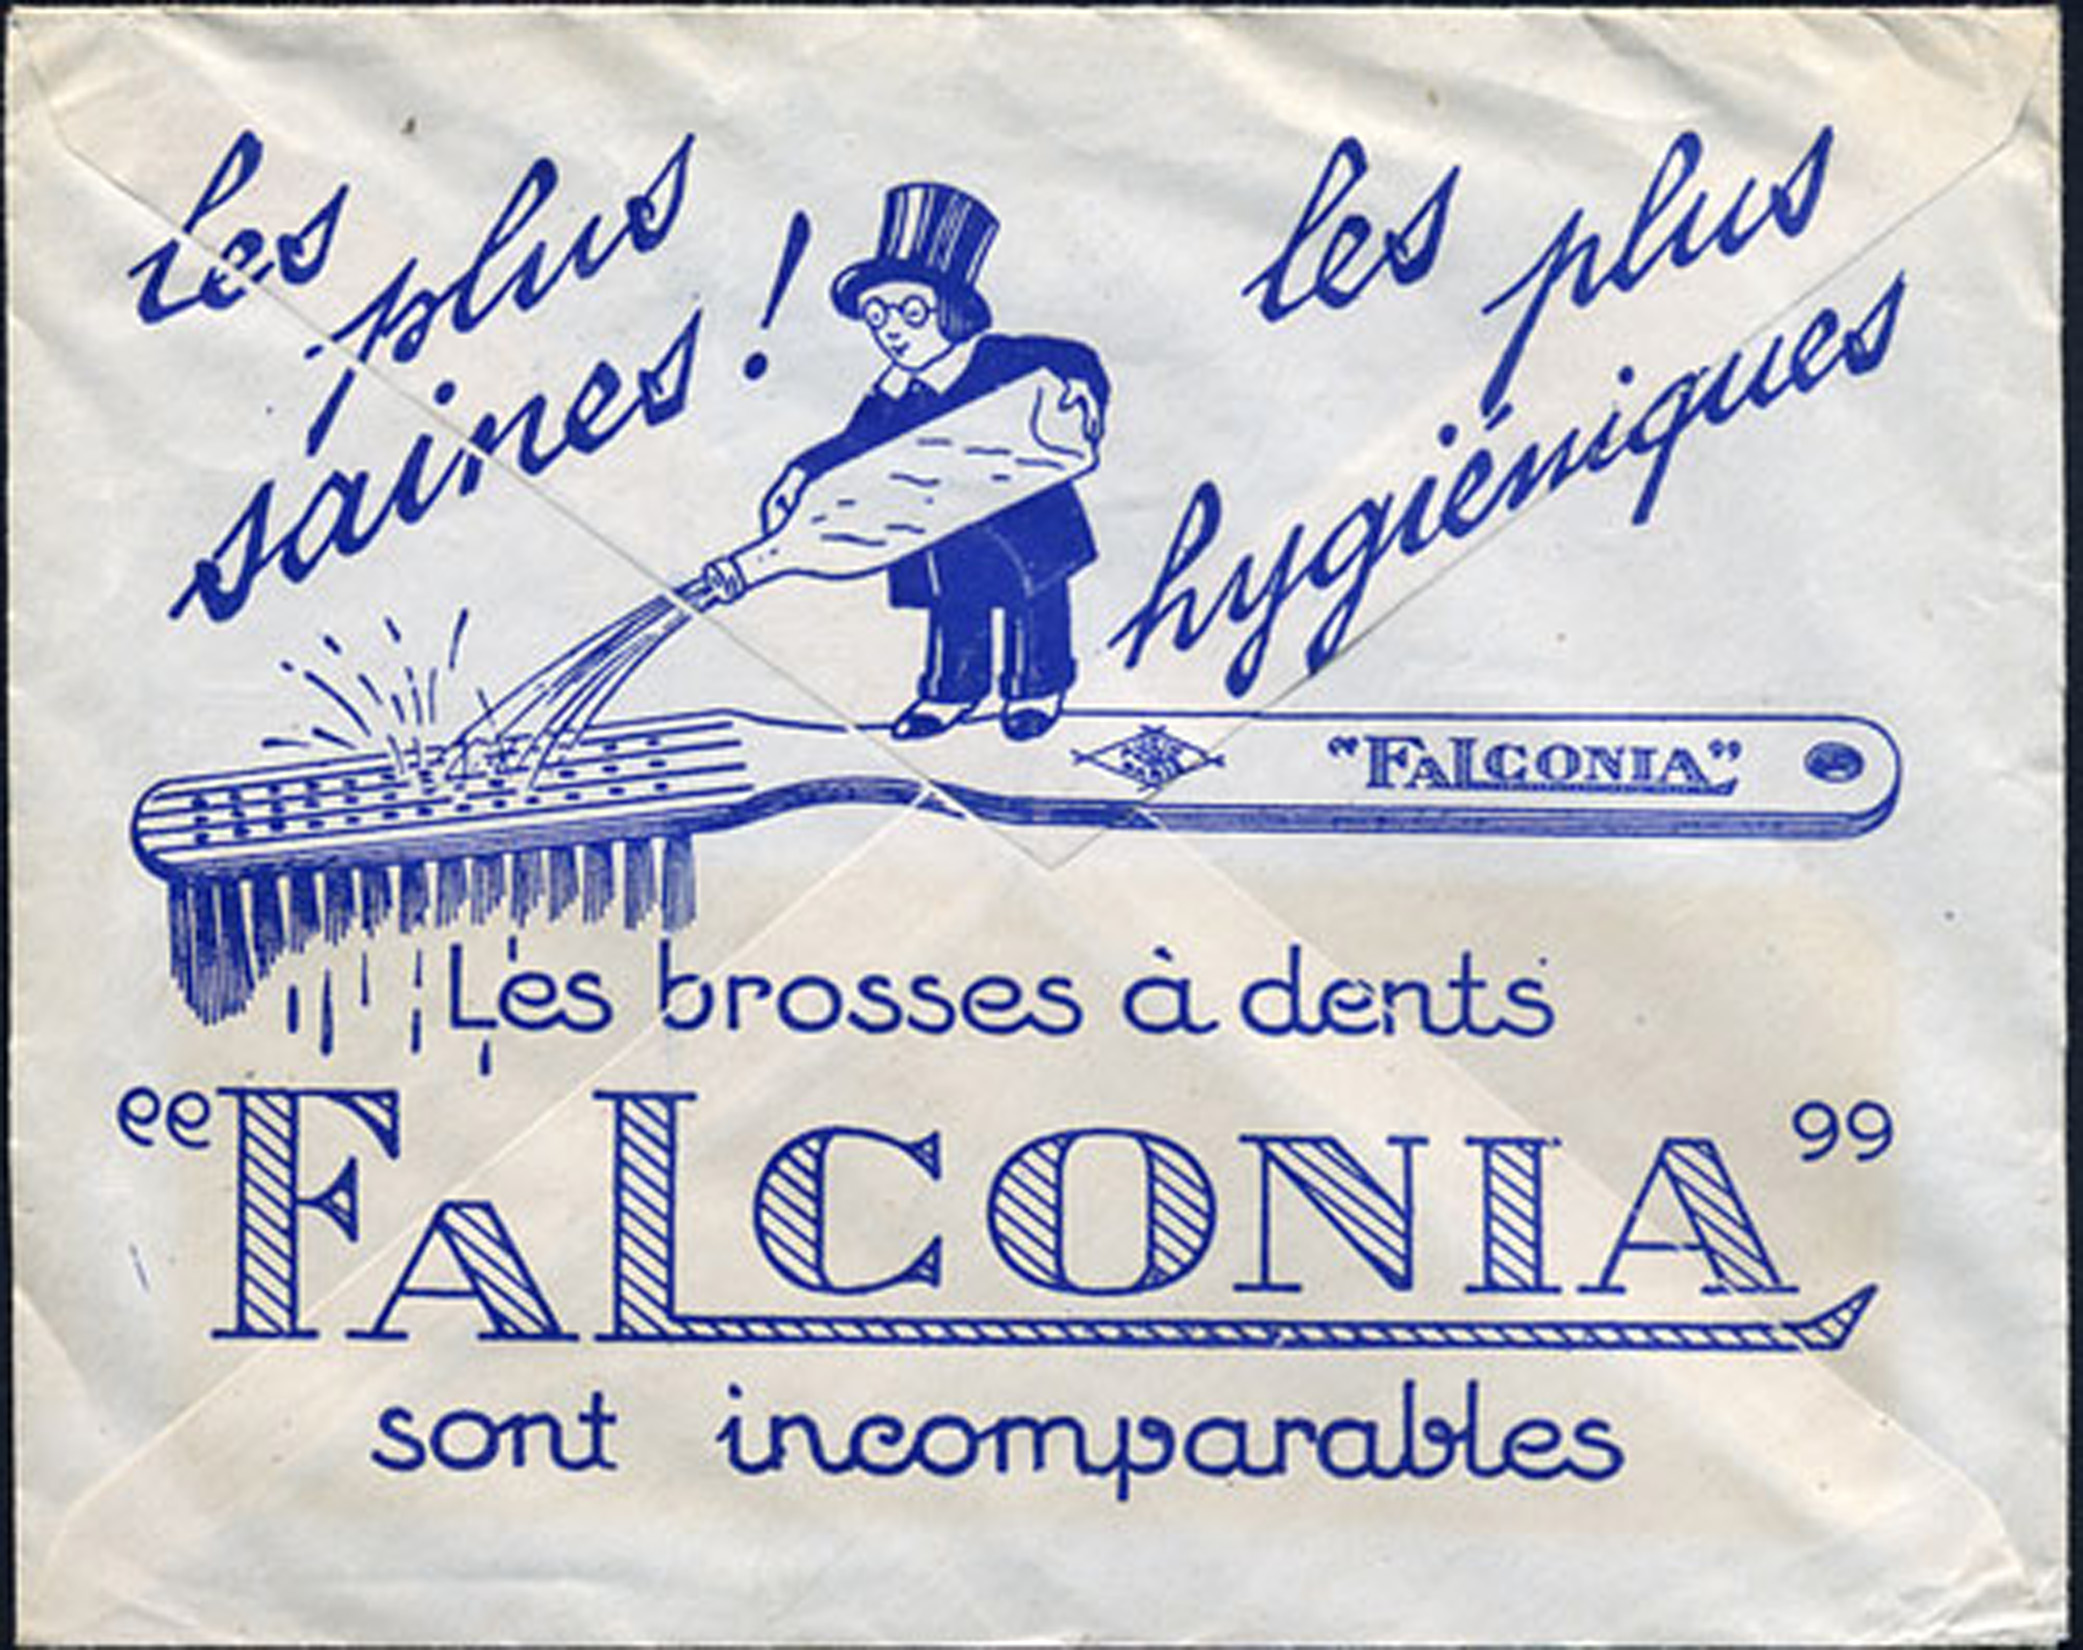 les plus
saines !
les plus
hygiéniques
"FALCONIA"
Les brosses à dents
"FALCONIA"
sont incomparables